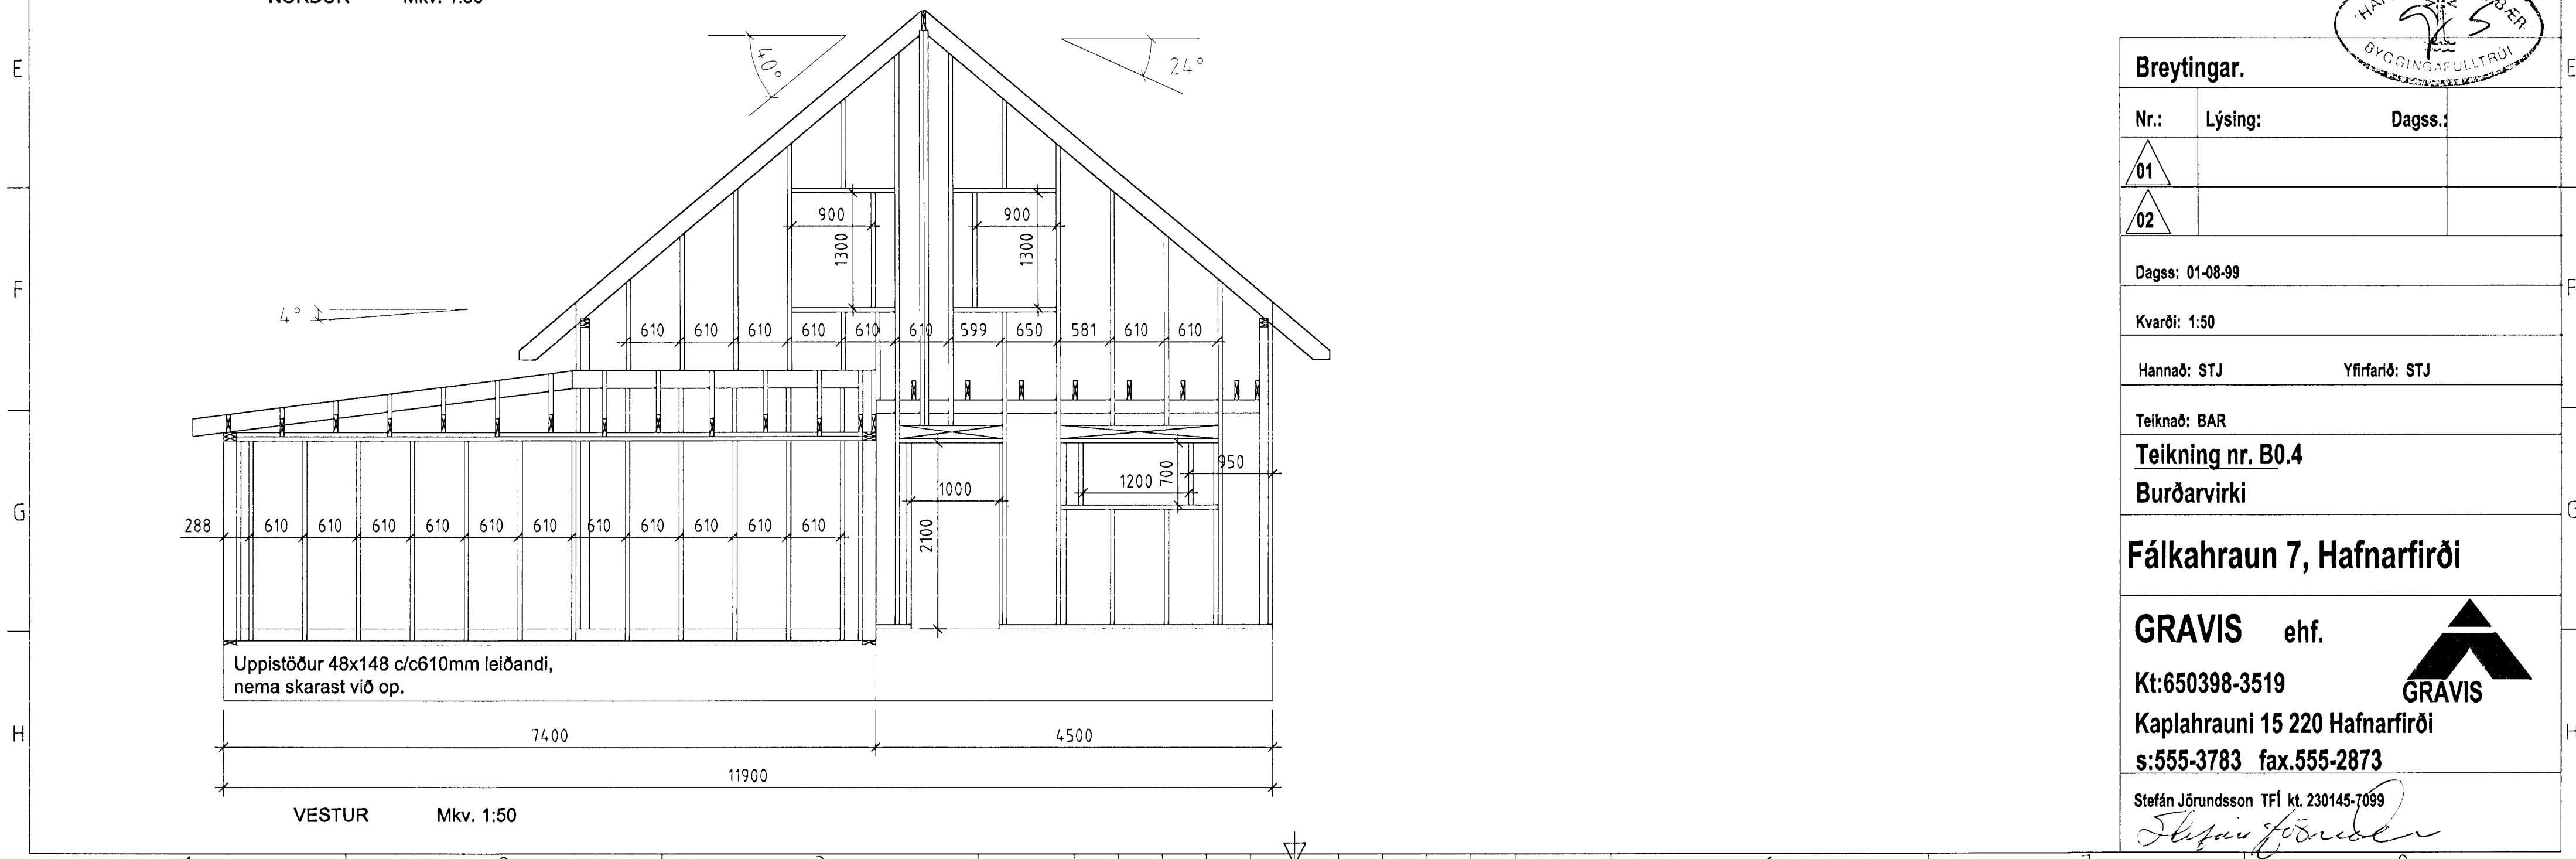 E
F
G
H
40°
24°
4°
900
1300
900
1300
610 610 610 610 610 610 599 650 581 610 610
950
700
1200
1000
2100
288 610 610 610 610 610 610 610 610 610 610 610
Uppistöður 48x148 c/c610mm leiðandi,
nema skarast við op.
7400 4500
11900
VESTUR Mkv. 1:50
BYGGINGAFULLTRÚI
Breytingar.
Nr.: Lýsing: Dagss.:
01
02
Dagss: 01-08-99
Kvarði: 1:50
Hannað: STJ Yfirfarið: STJ
Teiknað: BAR
Teikning nr. B0.4
Burðarvirki
Fálkahraun 7, Hafnarfirði
GRAVIS ehf.
GRAVIS
Kt:650398-3519
Kaplahrauni 15 220 Hafnarfirði
s:555-3783 fax.555-2873
Stefán Jörundsson TFÍ kt. 230145-7099
E
F